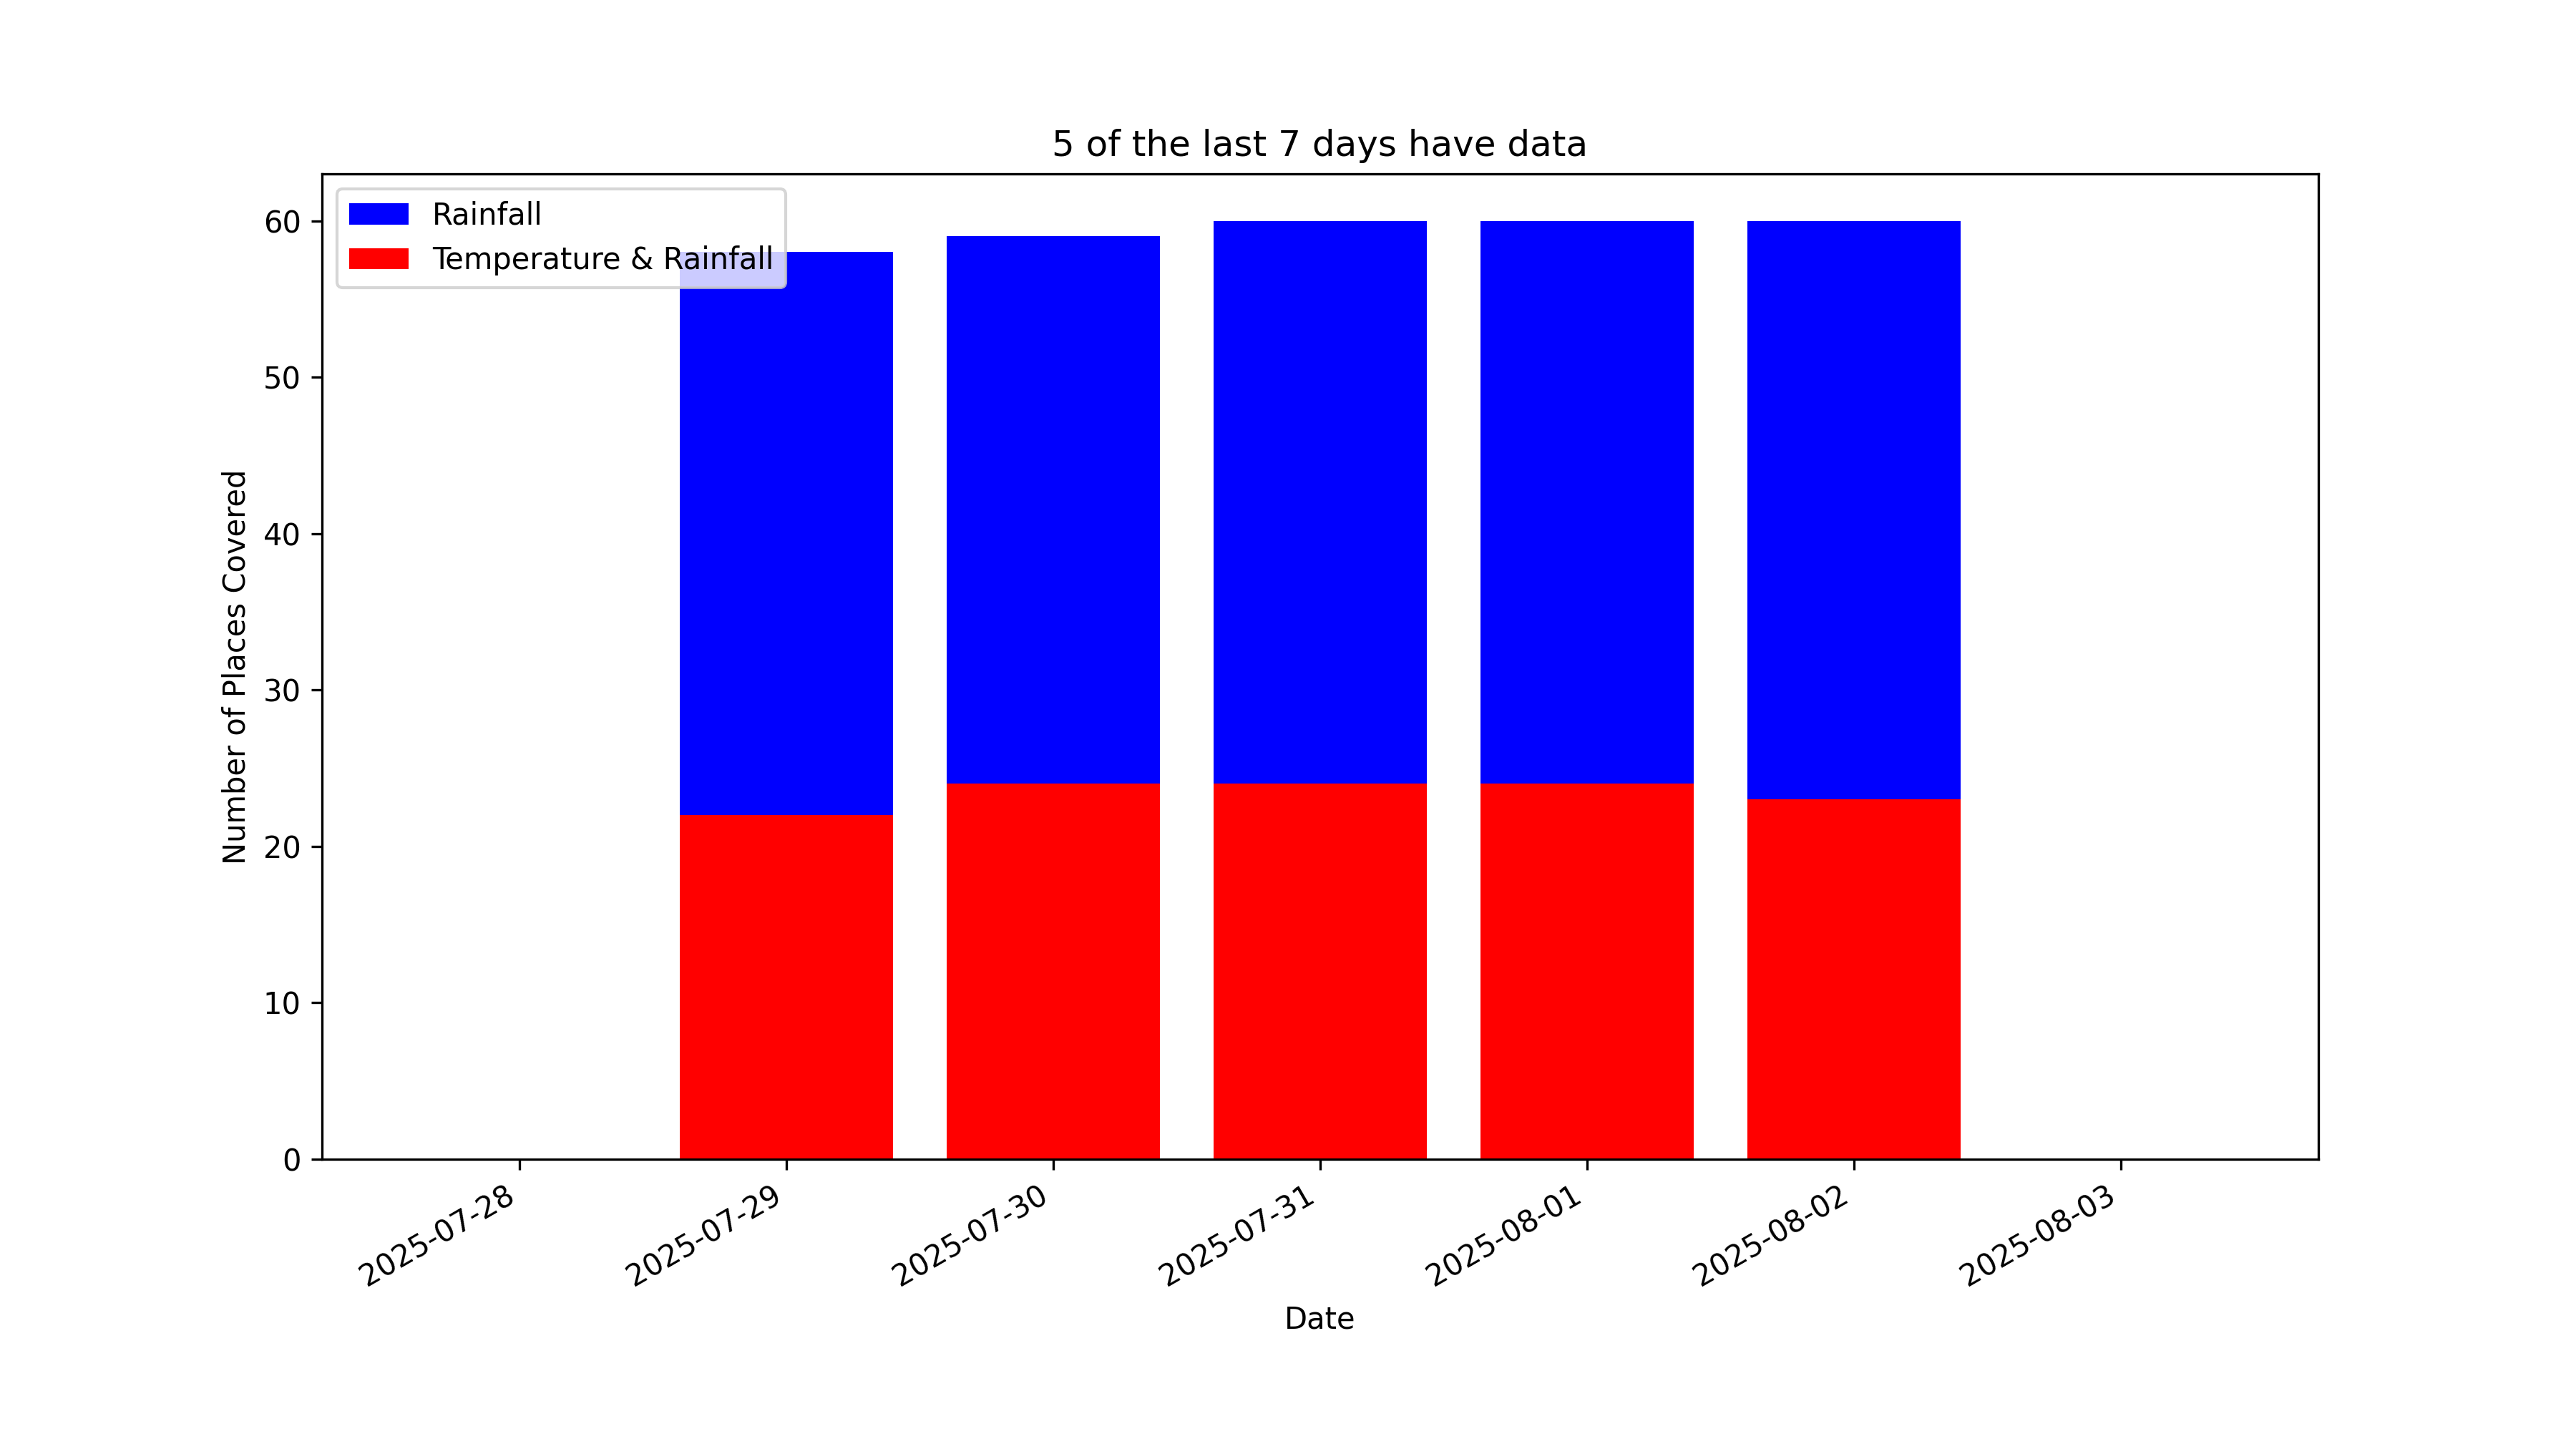 5 of the last 7 days have data
Rainfall
Temperature & Rainfall
Number of Places Covered
60
50
40
30
20
10
0
2025-07-28
2025-07-29
2025-07-30
2025-07-31
2025-08-01
2025-08-02
2025-08-03
Date